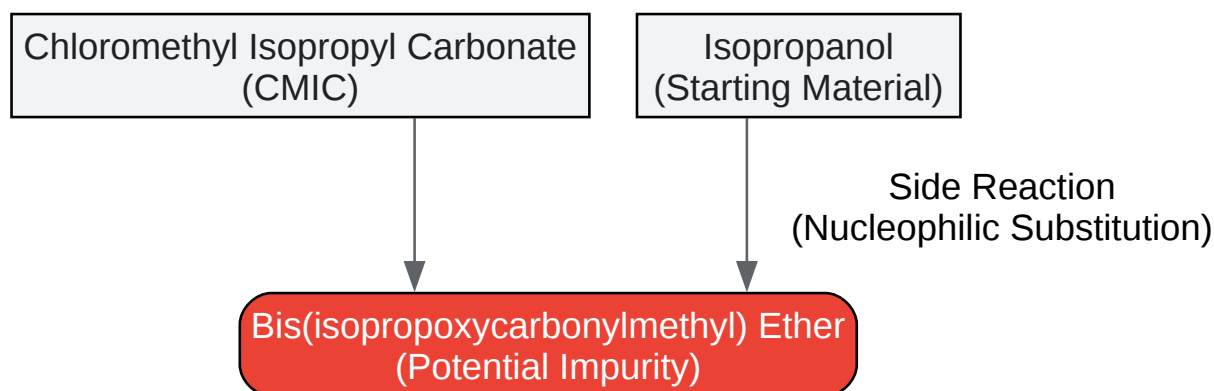 Chloromethyl Isopropyl Carbonate
(CMIC)
Isopropanol
(Starting Material)
Side Reaction
(Nucleophilic Substitution)
Bis(isopropoxycarbonylmethyl) Ether
(Potential Impurity)